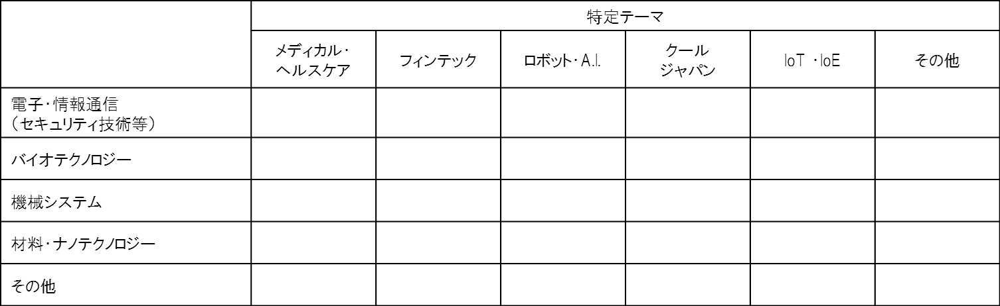 特定テーマ
メディカル・
ヘルスケア
フィンテック
ロボット・A.I.
クール
ジャパン
IoT ・IoE
その他
電子・情報通信
（セキュリティ技術等）
バイオテクノロジー
機械システム
材料・ナノテクノロジー
その他